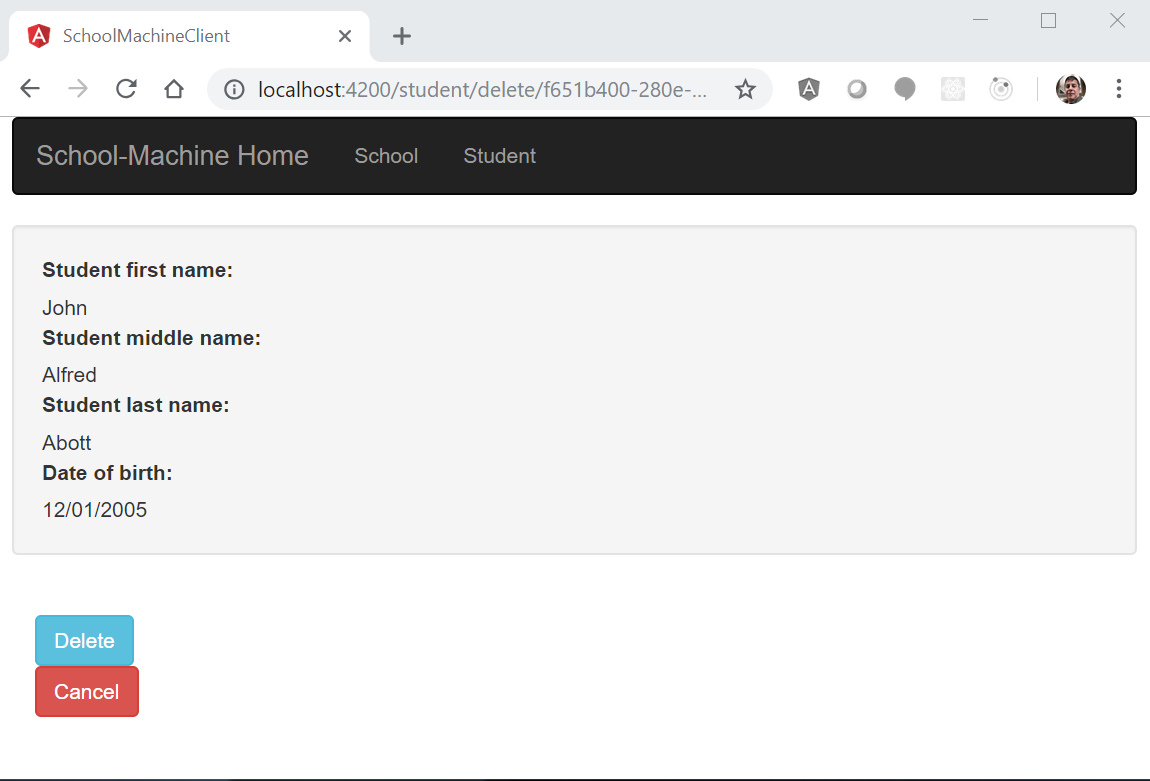 SchoolMachineClient
localhost:4200/student/delete/f651b400-280e-...
School-Machine Home School Student
Student first name:
John
Student middle name:
Alfred
Student last name:
Abott
Date of birth:
12/01/2005
Delete
Cancel